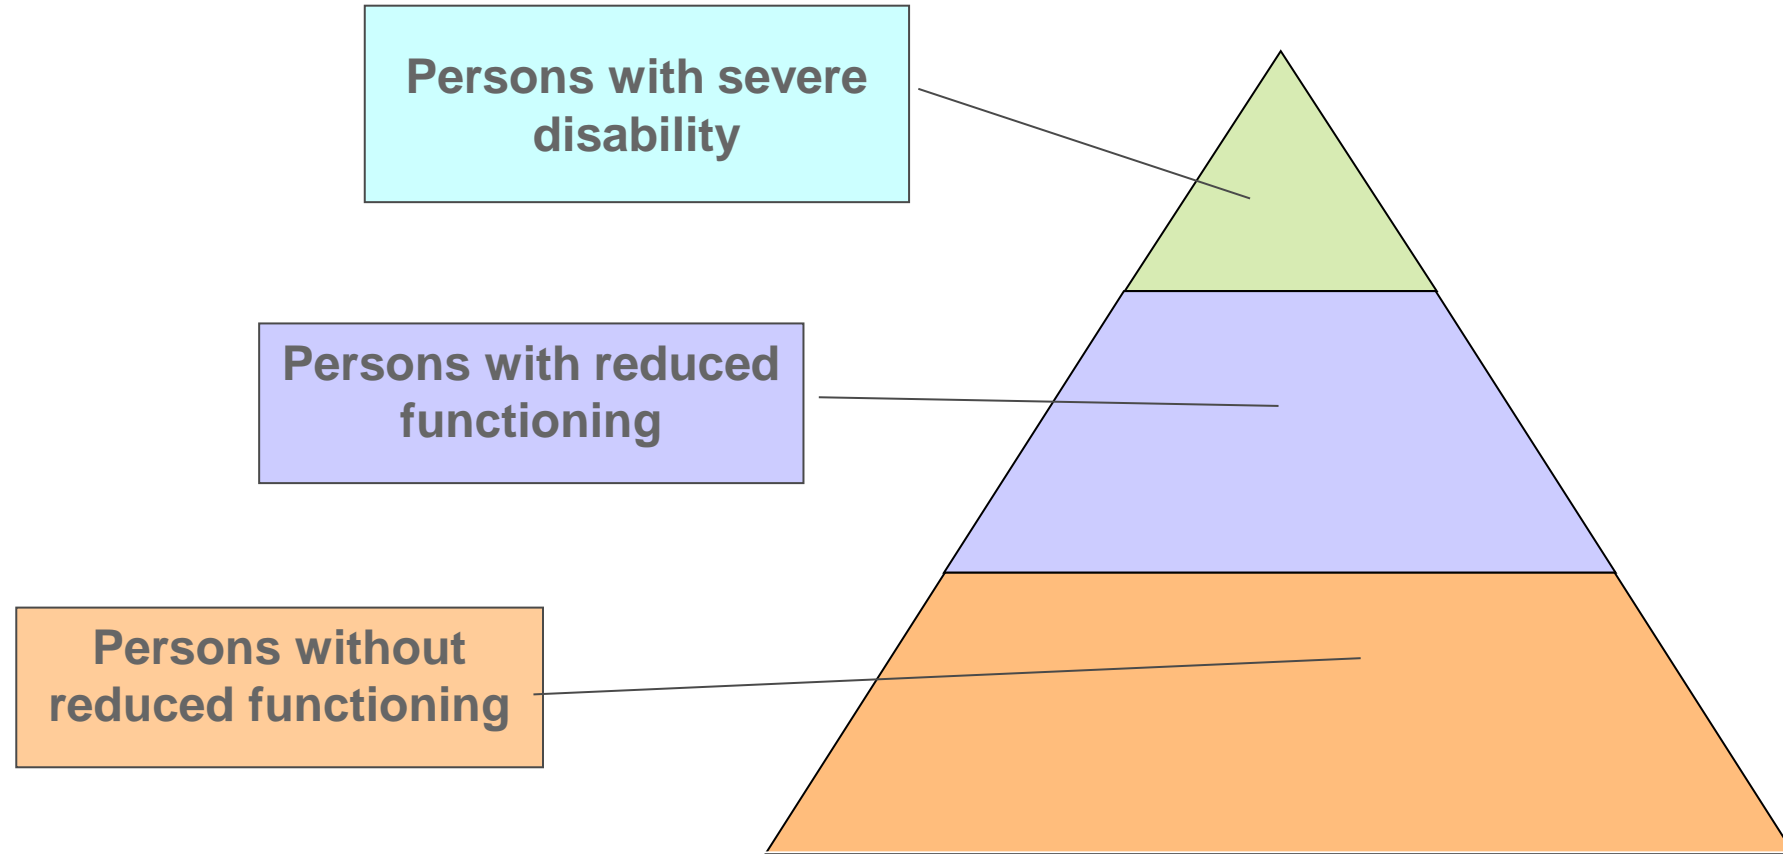 Persons with severe
disability
Persons with reduced
functioning
Persons without
reduced functioning